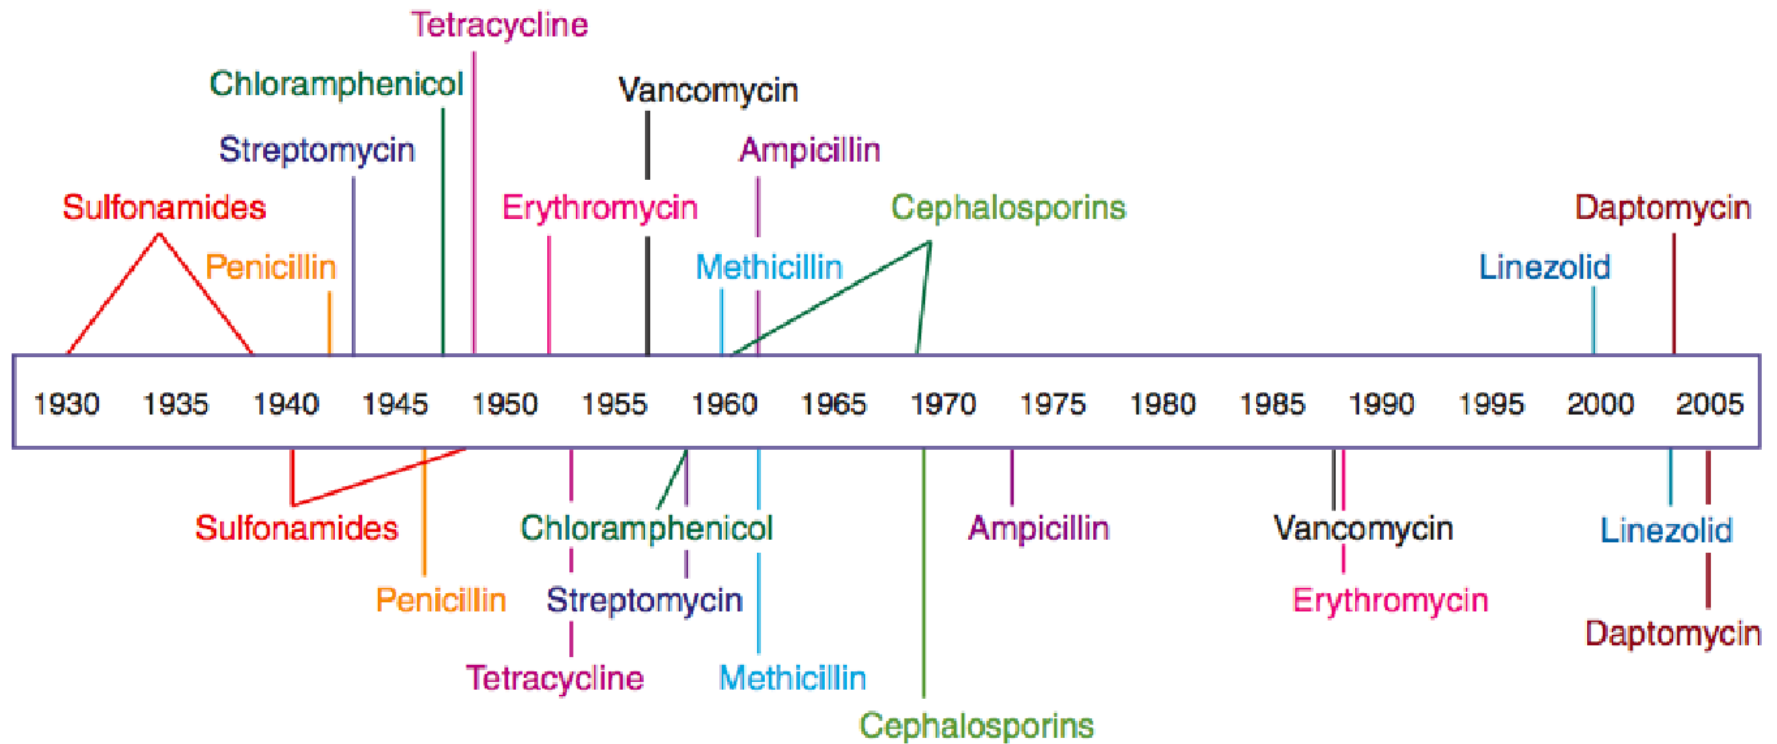 Tetracycline
Chloramphenicol
Vancomycin
Streptomycin
Ampicillin
Sulfonamides
Erythromycin
Cephalosporins
Daptomycin
Penicillin
Methicillin
Linezolid
1930 1935 1940 1945 1950 1955 1960 1965 1970 1975 1980 1985 1990 1995 2000 2005
Sulfonamides
Chloramphenicol
Ampicillin
Vancomycin
Linezolid
Penicillin
Streptomycin
Erythromycin
Daptomycin
Tetracycline
Methicillin
Cephalosporins